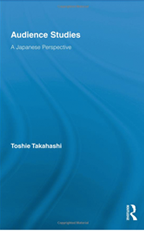 Audience Studies
A Japanese Perspective
Toshie Takahashi
R